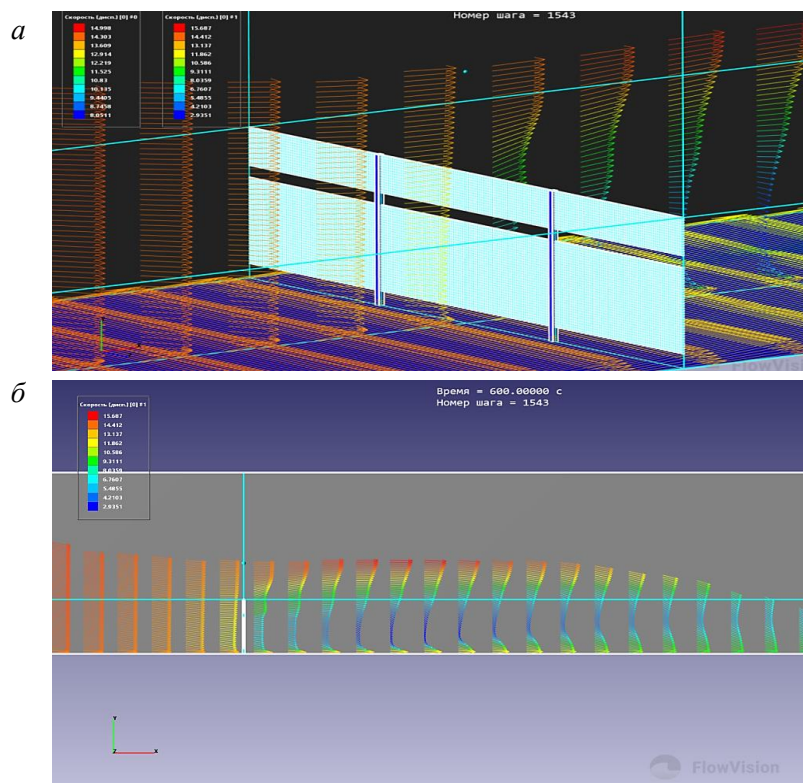 а
Номер шага = 1543
Скорость (дисп.) [0] #0
14.998
14.303
13.609
12.914
12.219
11.525
10.83
10.135
9.4405
8.7458
8.0511
Скорость (дисп.) [0] #1
15.687
14.412
13.137
11.862
10.586
9.3111
8.0359
6.7607
5.4855
4.2103
2.9351
FlowVision
б
Время = 600.00000 с
Номер шага = 1543
Скорость (дисп.) [0] #1
15.687
14.412
13.137
11.862
10.586
9.3111
8.0359
6.7607
5.4855
4.2103
2.9351
Y
Z
X
FlowVision